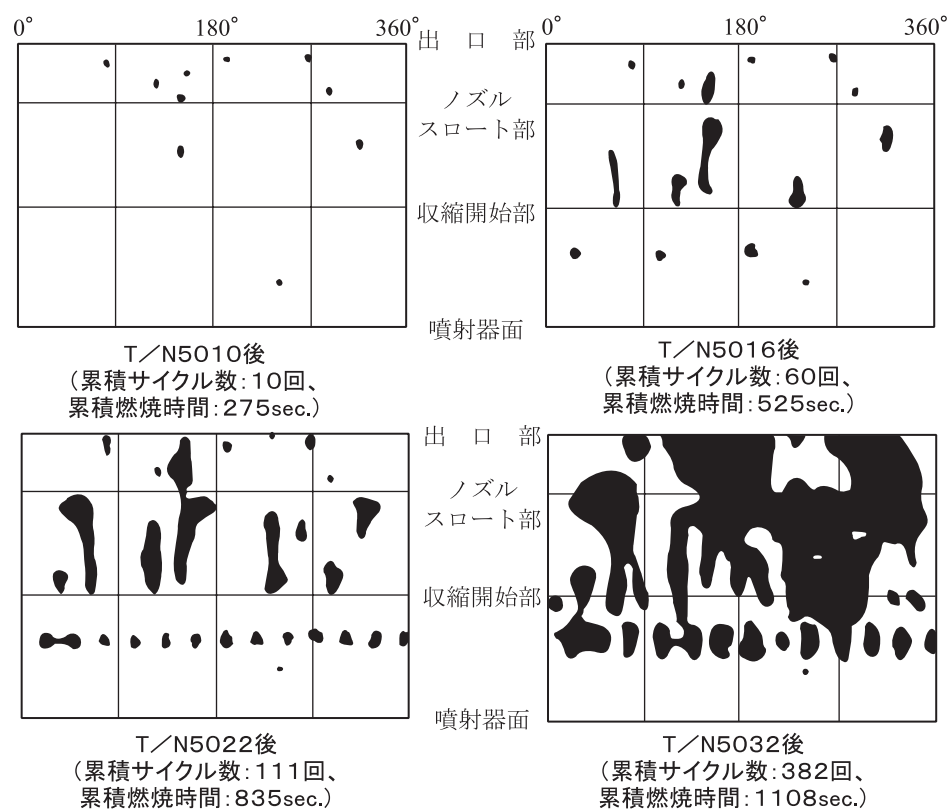 0° 180° 360°
出 口 部
0° 180° 360°
ノズル
スロート部
収縮開始部
噴射器面
T／N5010後
(累積サイクル数:10回、
累積燃焼時間:275sec.)
T／N5016後
(累積サイクル数:60回、
累積燃焼時間:525sec.)
出 口 部
ノズル
スロート部
収縮開始部
噴射器面
T／N5022後
(累積サイクル数:111回、
累積燃焼時間:835sec.)
T／N5032後
(累積サイクル数:382回、
累積燃焼時間:1108sec.)